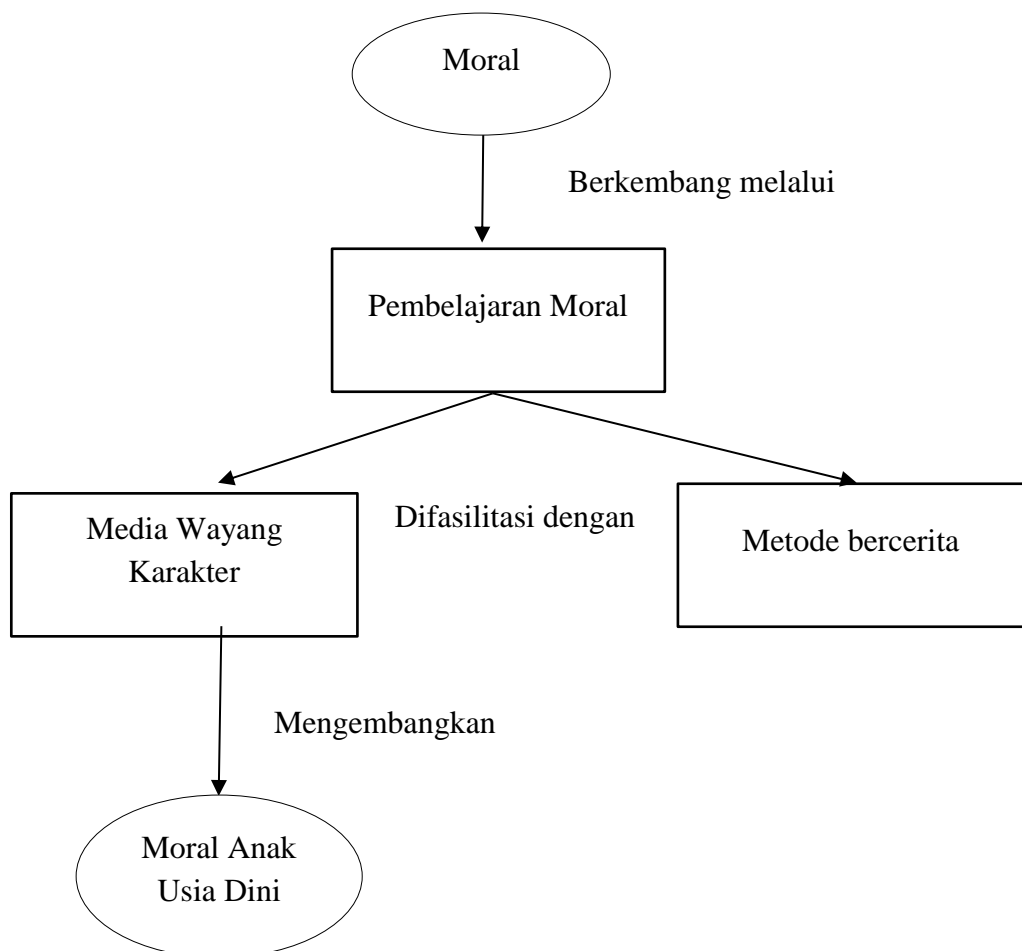 Moral
Berkembang melalui
Pembelajaran Moral
Media Wayang
Karakter
Difasilitasi dengan
Metode bercerita
Mengembangkan
Moral Anak
Usia Dini